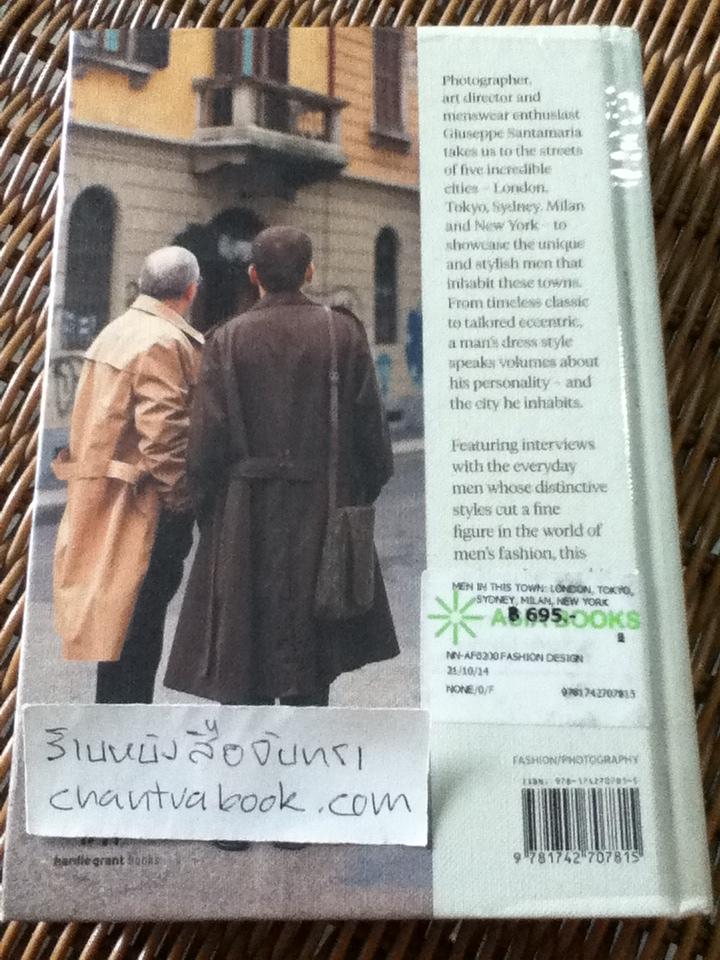 Photographer,
art director and
menswear enthusiast
Giuseppe Santamaria
takes us to the streets
of five incredible
cities – London,
Tokyo, Sydney, Milan
and New York – to
showcase the unique
and stylish men that
inhabit these towns.
From timeless classic
to tailored eccentric,
a man's dress style
speaks volumes about
his personality – and
the city he inhabits.
Featuring interviews
with the everyday
men whose distinctive
styles cut a fine
figure in the world of
men's fashion, this
MEN IN THIS TOWN: LONDON, TOKYO,
SYDNEY, MILAN, NEW YORK
ASIA BOOKS
฿ 695.-
NN-AF0200 FASHION DESIGN
21/10/14
NONE/0/F 9781742707815
ร้านหนังสือจันทรา
chantrabook.com
hardie grant books
FASHION/PHOTOGRAPHY
ISBN: 978-174270781-5
9 781742 707815